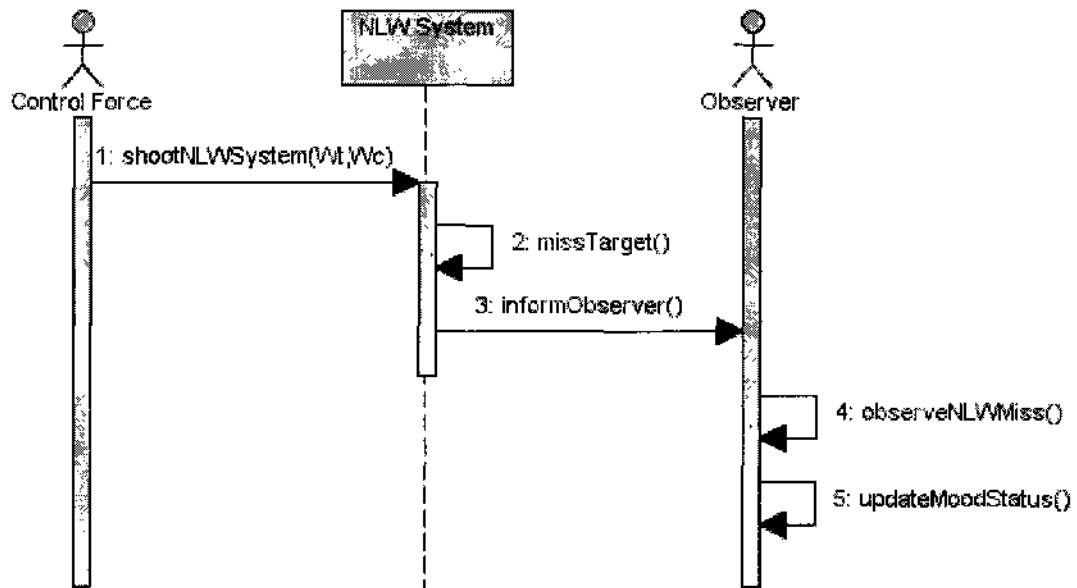 NLW System
Control Force
Observer
1: shootNLWSystem(Wt,Wc)
2: missTarget()
3: informObserver()
4: observeNLWMiss()
5: updateMoodStatus()